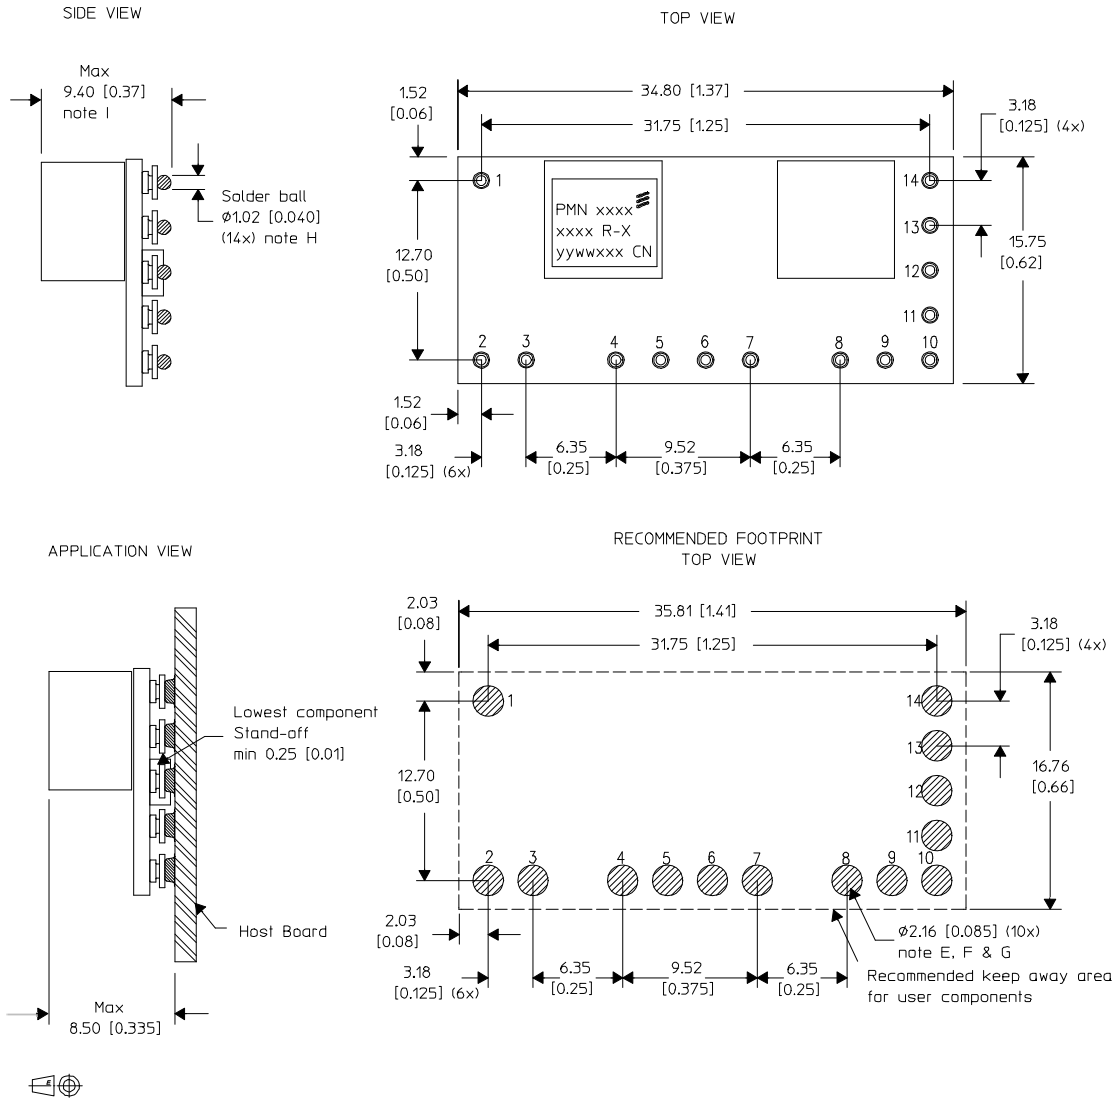 SIDE VIEW
Max
9.40 [0.37]
note I
Solder ball
ø1.02 [0.040]
(14x) note H
TOP VIEW
34.80 [1.37]
31.75 [1.25]
1.52
[0.06]
3.18
[0.125] (4x)
1
14
PMN xxxx
xxxx R-X
yywwxxx CN
13
12.70
[0.50]
15.75
[0.62]
12
11
2
3
4
5
6
7
8
9
10
1.52
[0.06]
3.18
[0.125] (6x)
6.35
[0.25]
9.52
[0.375]
6.35
[0.25]
APPLICATION VIEW
Lowest component
Stand-off
min 0.25 [0.01]
Host Board
Max
8.50 [0.335]
E
RECOMMENDED FOOTPRINT
TOP VIEW
2.03
[0.08]
35.81 [1.41]
31.75 [1.25]
3.18
[0.125] (4x)
1
14
13
12.70
[0.50]
16.76
[0.66]
12
11
2
3
4
5
6
7
8
9
10
2.03
[0.08]
3.18
[0.125] (6x)
6.35
[0.25]
9.52
[0.375]
6.35
[0.25]
ø2.16 [0.085] (10x)
note E, F & G
Recommended keep away area
for user components